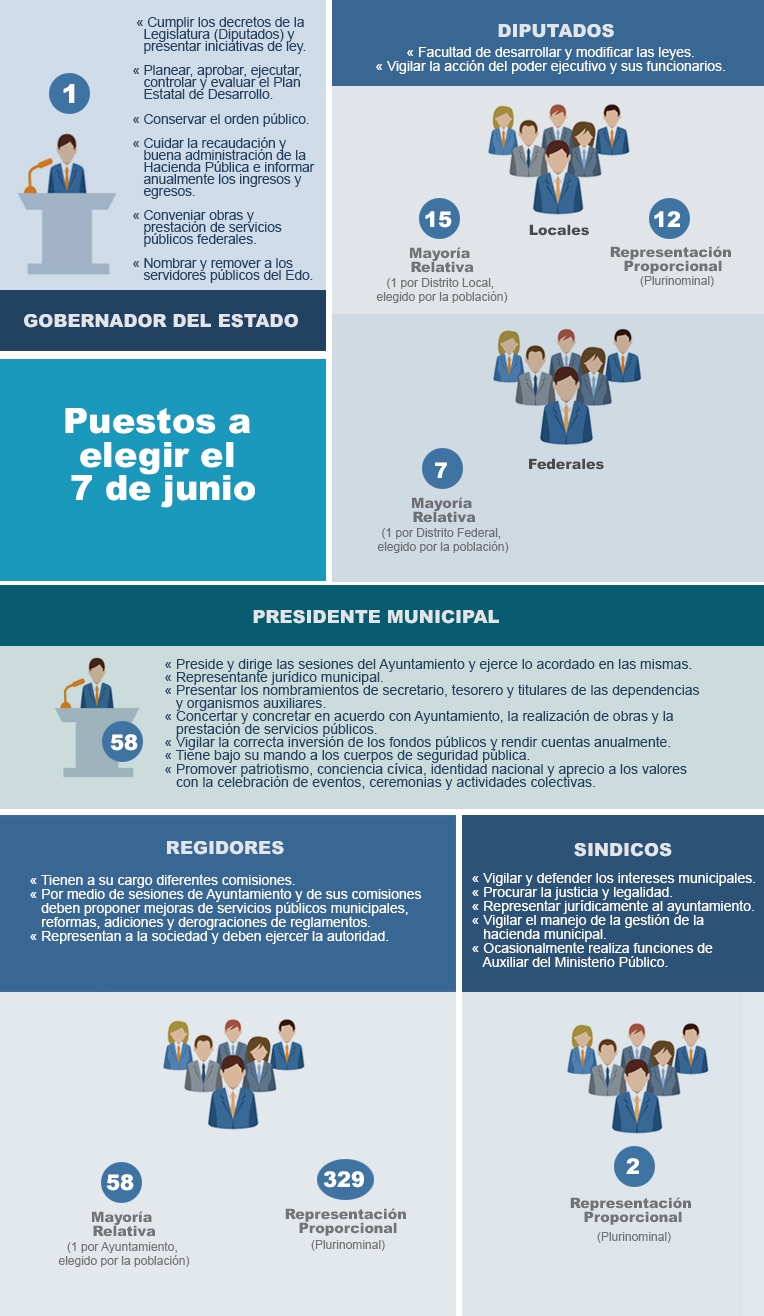 « Cumplir los decretos de la
Legislatura (Diputados) y
presentar iniciativas de ley.
« Planear, aprobar, ejecutar,
controlar y evaluar el Plan
Estatal de Desarrollo.
« Conservar el orden público.
« Cuidar la recaudación y
buena administración de la
Hacienda Pública e informar
anualmente los ingresos y
egresos.
« Conveniar obras y
prestación de servicios
públicos federales.
« Nombrar y remover a los
servidores públicos del Edo.
1
GOBERNADOR DEL ESTADO
Puestos a
elegir el
7 de junio
DIPUTADOS
« Facultad de desarrollar y modificar las leyes.
« Vigilar la acción del poder ejecutivo y sus funcionarios.
Locales
15
Mayoría
Relativa
(1 por Distrito Local,
elegido por la población)
12
Representación
Proporcional
(Plurinominal)
Federales
7
Mayoría
Relativa
(1 por Distrito Federal,
elegido por la población)
PRESIDENTE MUNICIPAL
58
« Preside y dirige las sesiones del Ayuntamiento y ejerce lo acordado en las mismas.
« Representante jurídico municipal.
« Presentar los nombramientos de secretario, tesorero y titulares de las dependencias
y organismos auxiliares.
« Concertar y concretar en acuerdo con Ayuntamiento, la realización de obras y la
prestación de servicios públicos.
« Vigilar la correcta inversión de los fondos públicos y rendir cuentas anualmente.
« Tiene bajo su mando a los cuerpos de seguridad pública.
« Promover patriotismo, conciencia cívica, identidad nacional y aprecio a los valores
con la celebración de eventos, ceremonias y actividades colectivas.
REGIDORES
« Tienen a su cargo diferentes comisiones.
« Por medio de sesiones de Ayuntamiento y de sus comisiones
deben proponer mejoras de servicios públicos municipales,
reformas, adiciones y derograciones de reglamentos.
« Representan a la sociedad y deben ejercer la autoridad.
58
Mayoría
Relativa
(1 por Ayuntamiento,
elegido por la población)
329
Representación
Proporcional
(Plurinominal)
SINDICOS
« Vigilar y defender los intereses municipales.
« Procurar la justicia y legalidad.
« Representar jurídicamente al ayuntamiento.
« Vigilar el manejo de la gestión de la
hacienda municipal.
« Ocasionalmente realiza funciones de
Auxiliar del Ministerio Público.
2
Representación
Proporcional
(Plurinominal)